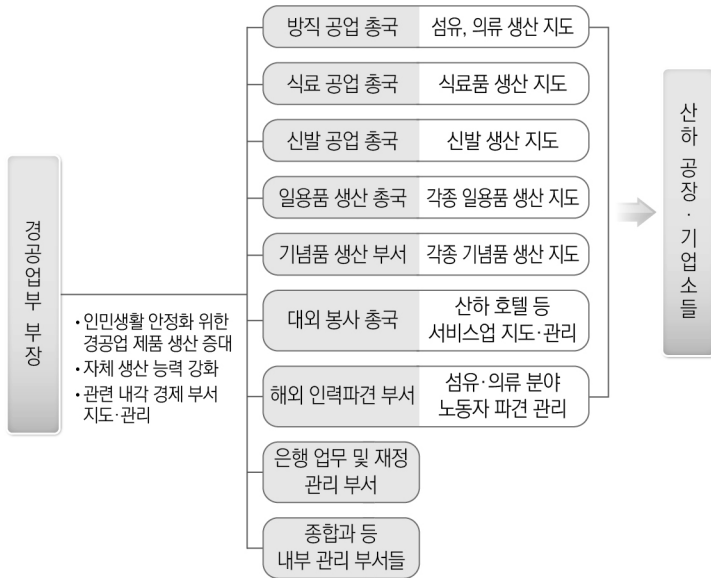 경공업부 부장
• 인민생활 안정화 위한
경공업 제품 생산 증대
• 자체 생산 능력 강화
• 관련 내각 경제 부서
지도·관리
방직 공업 총국
섬유, 의류 생산 지도
식료 공업 총국
식료품 생산 지도
신발 공업 총국
신발 생산 지도
일용품 생산 총국
각종 일용품 생산 지도
기념품 생산 부서
각종 기념품 생산 지도
대외 봉사 총국
산하 호텔 등
서비스업 지도·관리
해외 인력파견 부서
섬유·의류 분야
노동자 파견 관리
은행 업무 및 재정
관리 부서
종합과 등
내부 관리 부서들
산하 공장·기업소들